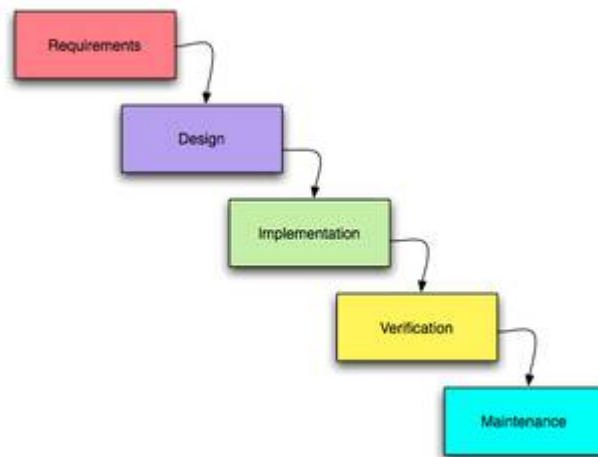 Requirements
Design
Implementation
Verification
Maintenance